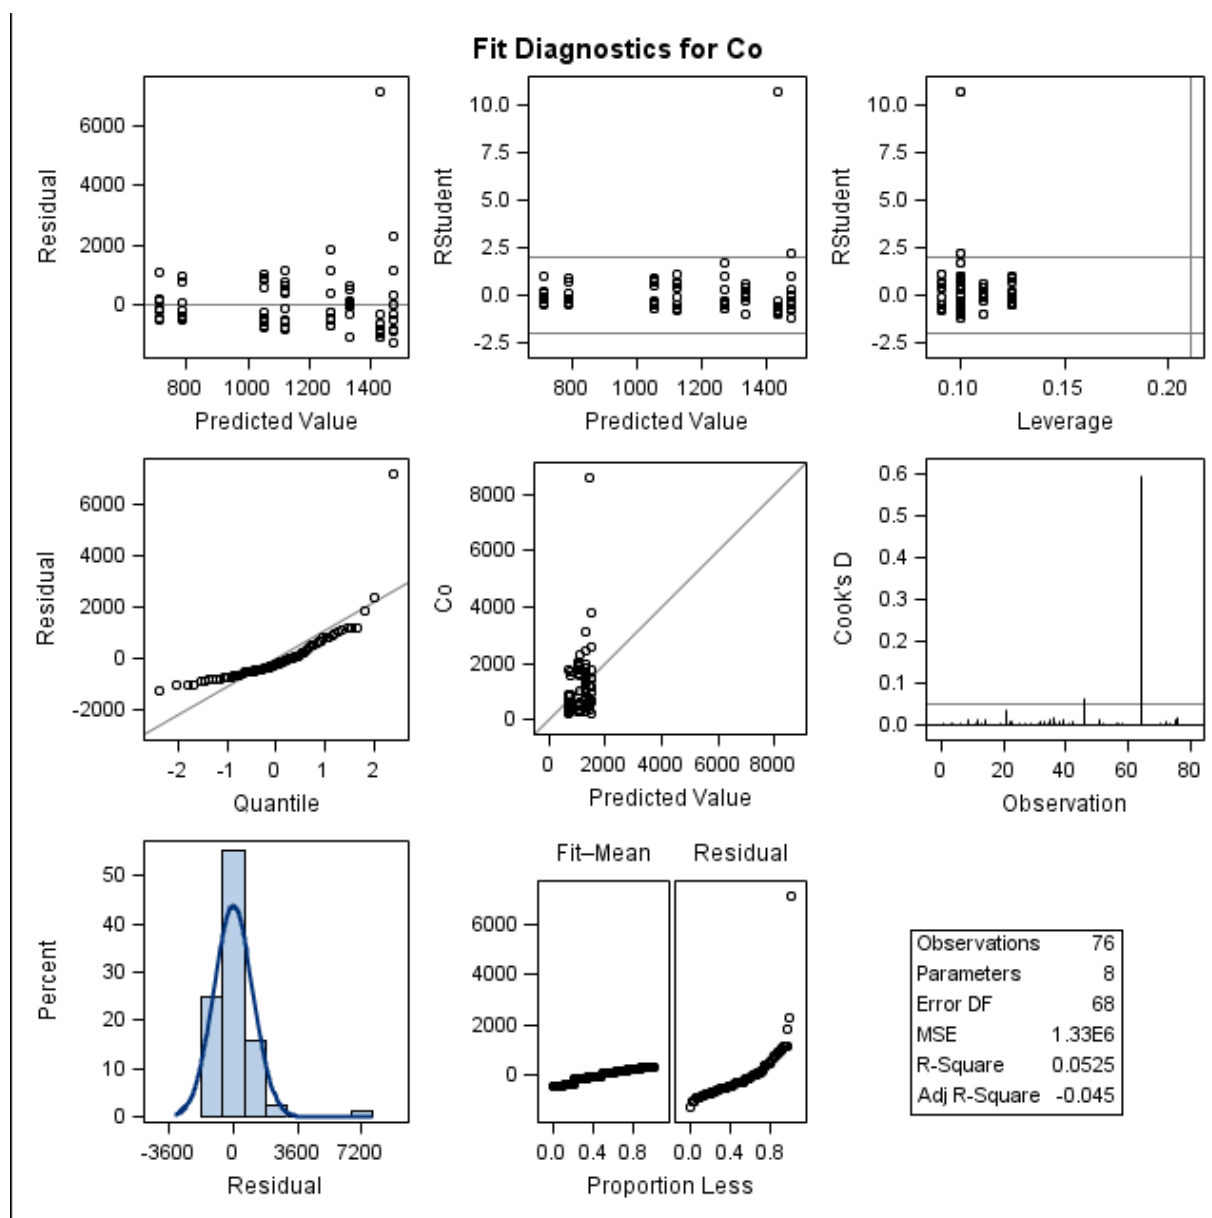 Fit Diagnostics for Co
Residual
6000
4000
2000
0
800 1000 1200 1400
Predicted Value
RStudent
10.0
7.5
5.0
2.5
0.0
-2.5
800 1000 1200 1400
Predicted Value
RStudent
10.0
7.5
5.0
2.5
0.0
-2.5
0.10 0.15 0.20
Leverage
Residual
6000
4000
2000
0
-2000
-2 -1 0 1 2
Quantile
Co
8000
6000
4000
2000
0
0 2000 4000 6000 8000
Predicted Value
Cook's D
0.6
0.5
0.4
0.3
0.2
0.1
0.0
0 20 40 60 80
Observation
Percent
50
40
30
20
10
0
-3600 0 3600 7200
Residual
Fit–Mean Residual
6000
4000
2000
0
0.0 0.4 0.8 0.0 0.4 0.8
Proportion Less
Observations 76
Parameters 8
Error DF 68
MSE 1.33E6
R-Square 0.0525
Adj R-Square -0.045